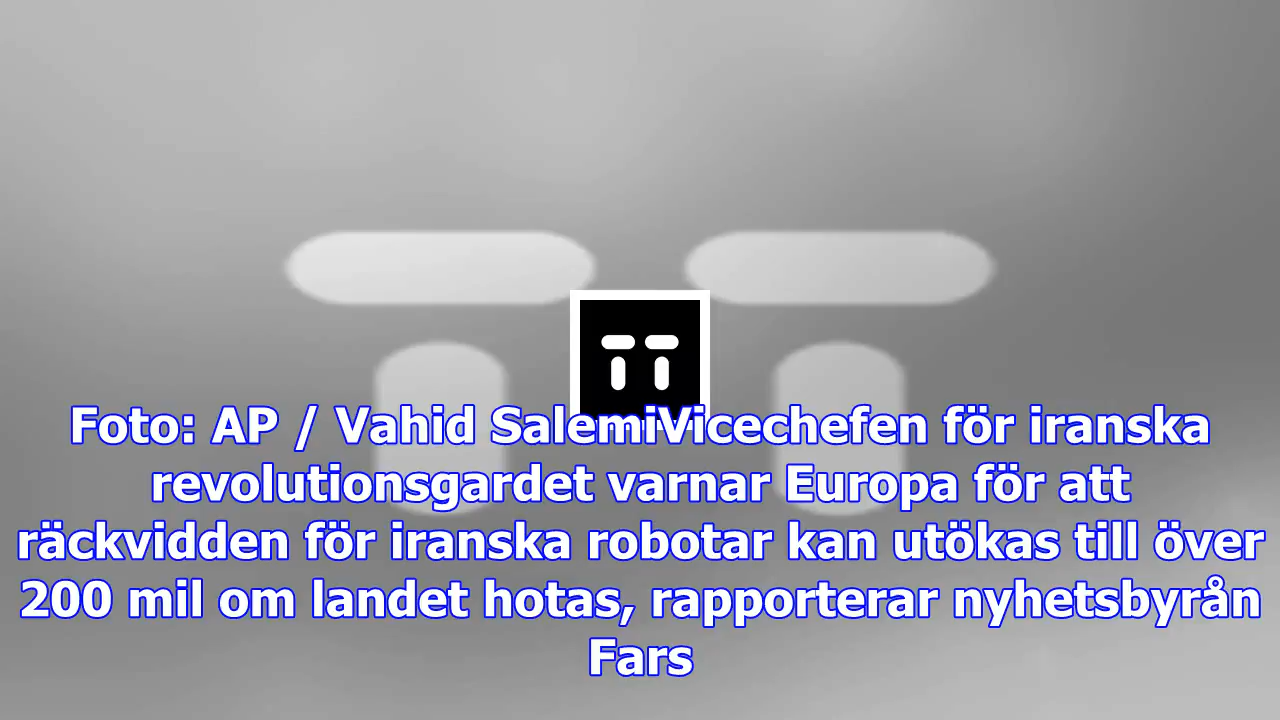 Foto: AP / Vahid SalemiVicechefen för iranska
revolutionsgardet varnar Europa för att
räckvidden för iranska robotar kan utökas till över
200 mil om landet hotas, rapporterar nyhetsbyrån
Fars